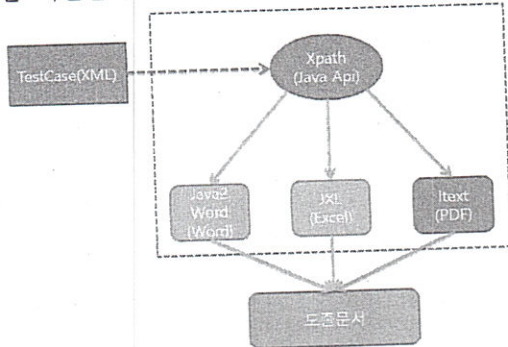 TestCase(XML)
Xpath
(Java Api)
Java2
Word
(Word)
JXL
(Excel)
Itext
(PDF)
도출문서